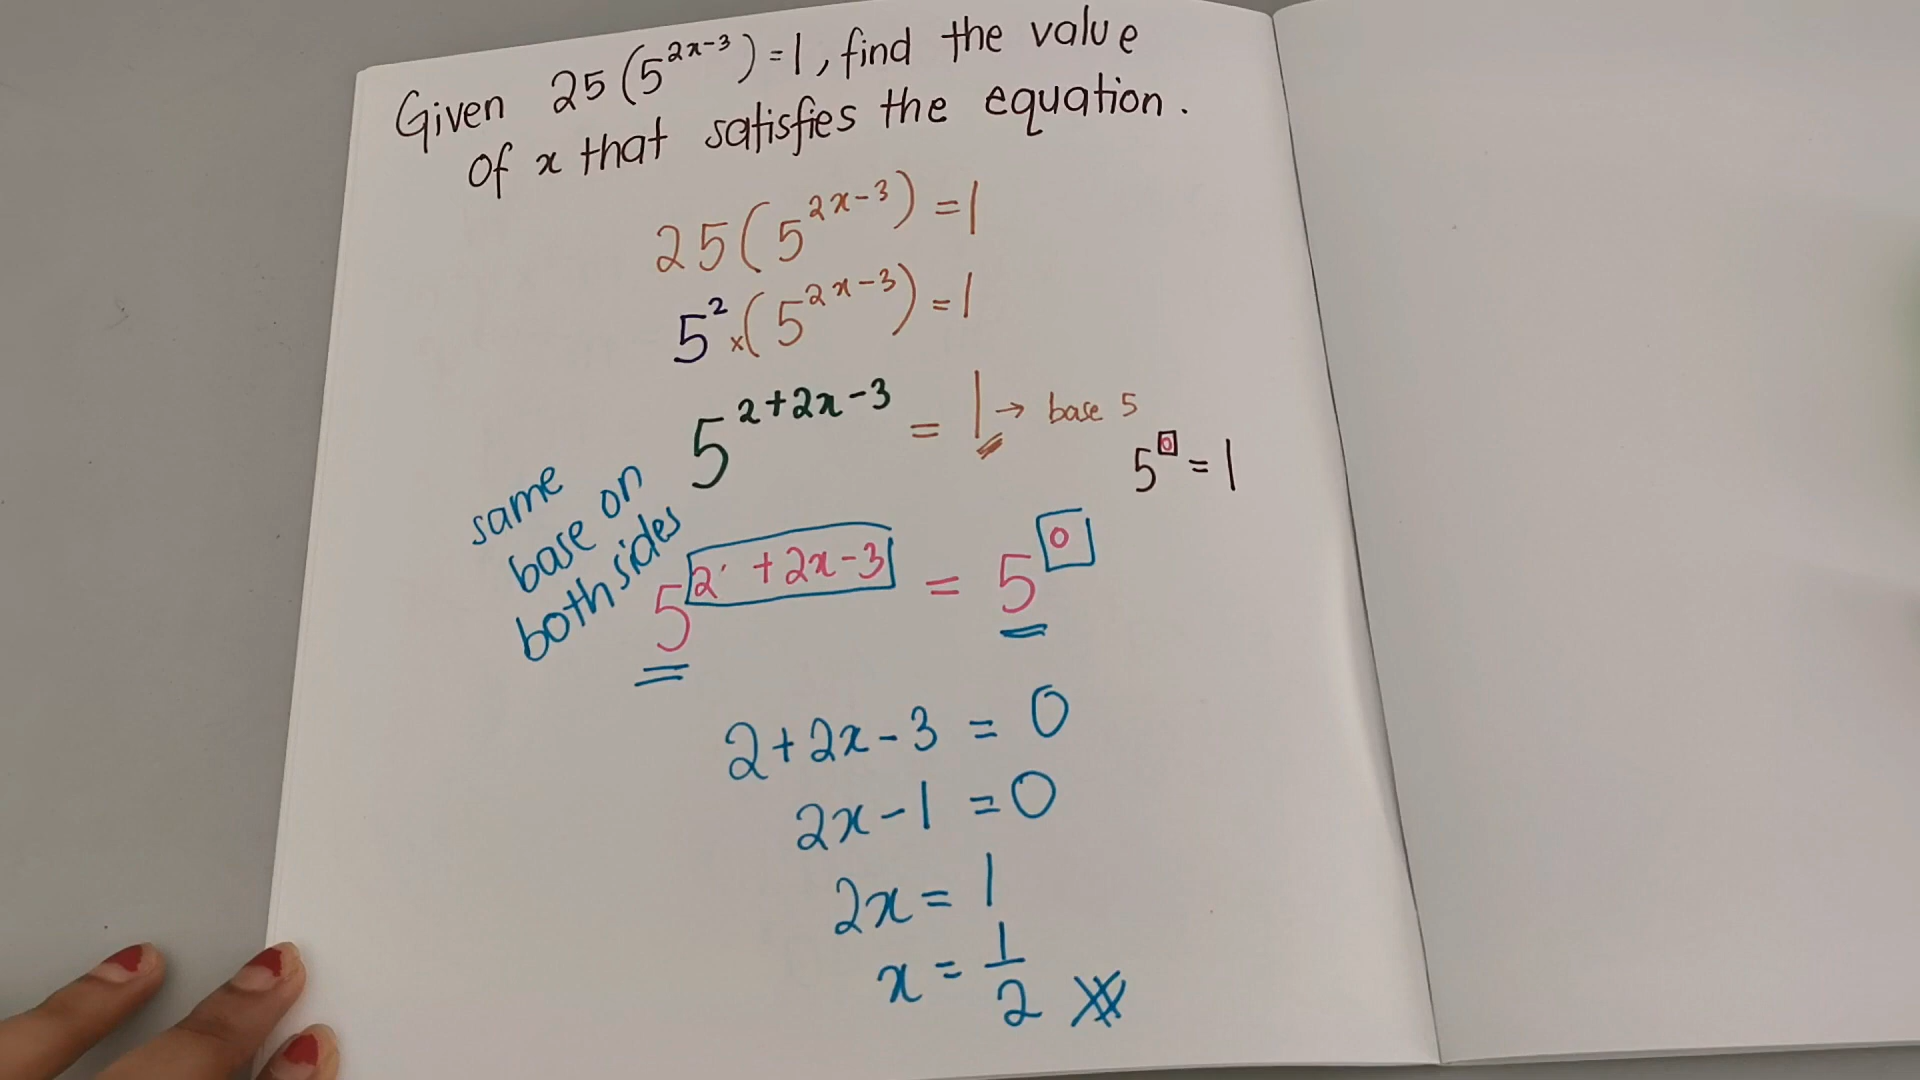 Given 25(5^{2x-3})=1, find the value
of x that satisfies the equation.
25(5^{2x-3})=1
5^{2}×(5^{2x-3})=1
5^{2+2x-3} = 1 → base 5
5^{0} = 1
same
base on
both sides
5^{2+2x-3} = 5^{0}
2+2x-3 = 0
2x-1 = 0
2x = 1
x = 1/2